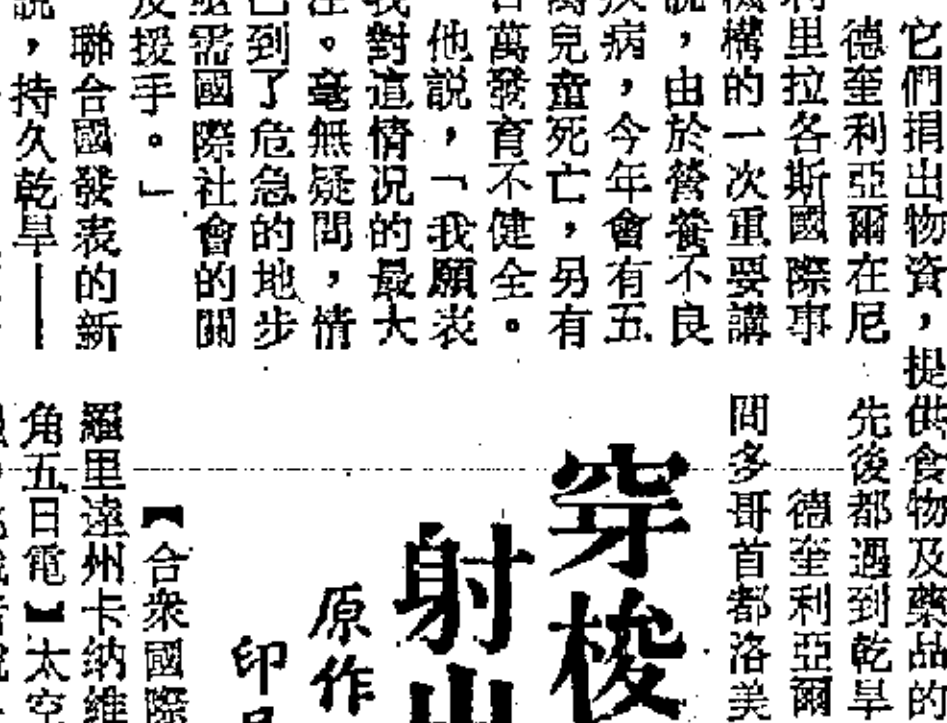 它們捐出物資，提供食物及藥品的
德奎利亞爾在尼
里拉各斯國際事
機構的一次重要講
說，由於營養不良
疾病，今年會有五
萬兒童死亡，另有
百萬發育不健全。
他說，「我願表
我對這情況的最大
注。毫無疑問，情
已到了危急的地步
亟需國際社會的關
及援手。」
聯合國發表的新
，持久乾旱——
先後都遇到乾旱
德奎利亞爾
問多哥首都洛美
穿梭
射出
原作
印
【合衆國際
羅里達州卡納維
角五日電】太空